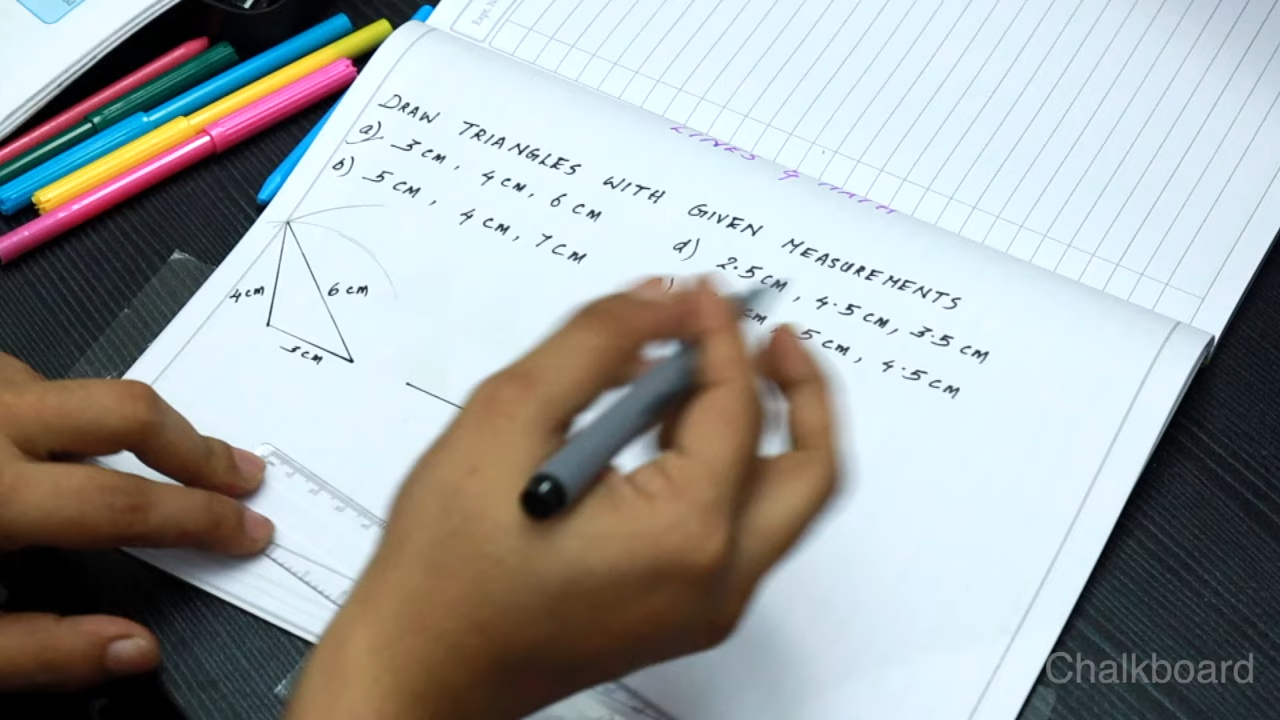 DRAW TRIANGLES WITH GIVEN MEASUREMENTS
a) 3 cm, 4 cm, 6 cm
b) 5 cm, 4 cm, 7 cm
d) 2.5 cm, 4.5 cm, 3.5 cm
) cm, 5 cm, 4.5 cm
4 cm
6 cm
3 cm
Expt.
Chalkboard